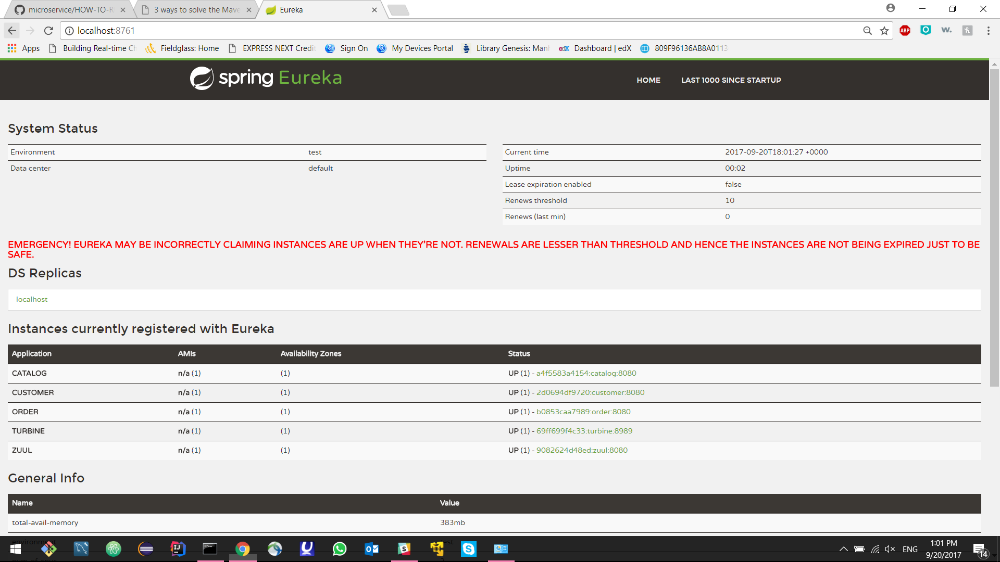 microservice/HOW-TO-R
3 ways to solve the Mave
Eureka
localhost:8761
ABP
w.
Apps
Building Real-time Ch
Fieldglass: Home
EXPRESS NEXT Credit
Sign On
My Devices Portal
Library Genesis: Manh
edX
Dashboard | edX
809F96136AB8A0113
spring Eureka
HOME
LAST 1000 SINCE STARTUP
System Status
Environment test
Data center default
Current time 2017-09-20T18:01:27 +0000
Uptime 00:02
Lease expiration enabled false
Renews threshold 10
Renews (last min) 0
EMERGENCY! EUREKA MAY BE INCORRECTLY CLAIMING INSTANCES ARE UP WHEN THEY'RE NOT. RENEWALS ARE LESSER THAN THRESHOLD AND HENCE THE INSTANCES ARE NOT BEING EXPIRED JUST TO BE
SAFE.
DS Replicas
localhost
Instances currently registered with Eureka
Application AMIs Availability Zones Status
CATALOG n/a (1) (1) UP (1) - a4f5583a4154:catalog:8080
CUSTOMER n/a (1) (1) UP (1) - 2d0694df9720:customer:8080
ORDER n/a (1) (1) UP (1) - b0853caa7989:order:8080
TURBINE n/a (1) (1) UP (1) - 69ff699f4c33:turbine:8989
ZUUL n/a (1) (1) UP (1) - 9082624d48ed:zuul:8080
General Info
Name Value
total-avail-memory 383mb
environment
ENG
1:01 PM
9/20/2017
14